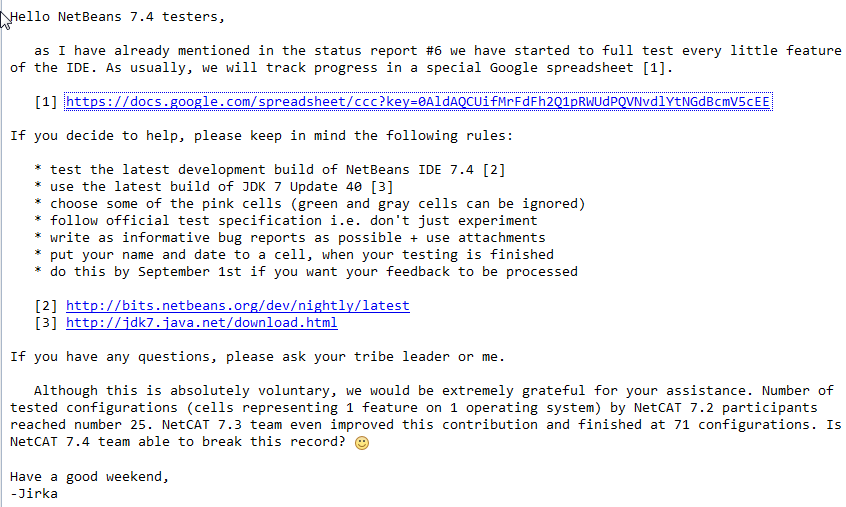 Hello NetBeans 7.4 testers,
as I have already mentioned in the status report #6 we have started to full test every little feature
of the IDE. As usually, we will track progress in a special Google spreadsheet [1].
[1] https://docs.google.com/spreadsheet/ccc?key=0AldAQCUifMrFdFh2Q1pRWUdPQVNvdlYtNGdBcmV5cEE
If you decide to help, please keep in mind the following rules:
* test the latest development build of NetBeans IDE 7.4 [2]
* use the latest build of JDK 7 Update 40 [3]
* choose some of the pink cells (green and gray cells can be ignored)
* follow official test specification i.e. don't just experiment
* write as informative bug reports as possible + use attachments
* put your name and date to a cell, when your testing is finished
* do this by September 1st if you want your feedback to be processed
[2] http://bits.netbeans.org/dev/nightly/latest
[3] http://jdk7.java.net/download.html
If you have any questions, please ask your tribe leader or me.
Although this is absolutely voluntary, we would be extremely grateful for your assistance. Number of
tested configurations (cells representing 1 feature on 1 operating system) by NetCAT 7.2 participants
reached number 25. NetCAT 7.3 team even improved this contribution and finished at 71 configurations. Is
NetCAT 7.4 team able to break this record?
Have a good weekend,
-Jirka